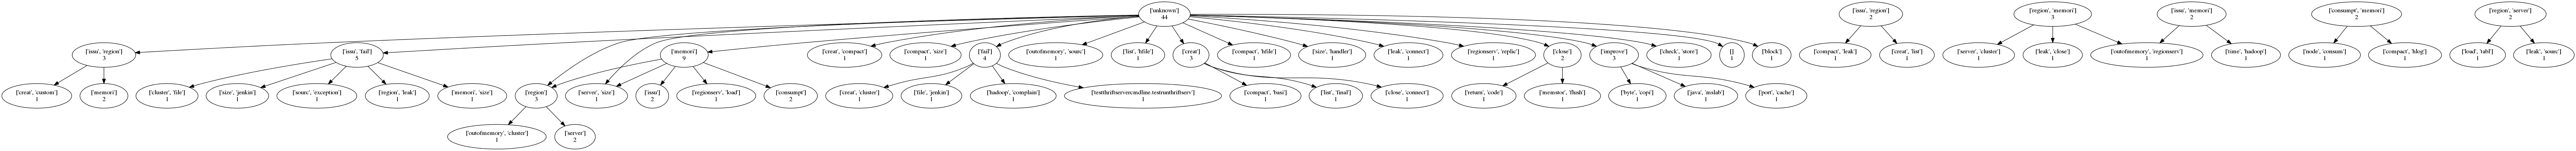 ['unknown']
44
['issu', 'region']
2
['region', 'memori']
3
['issu', 'memori']
2
['consumpt', 'memori']
2
['region', 'server']
2
['issu', 'region']
3
['issu', 'fail']
5
['memori']
9
['creat', 'compact']
1
['compact', 'size']
1
['fail']
4
['outofmemory', 'sourc']
1
['list', 'hfile']
1
['creat']
3
['compact', 'hfile']
1
['size', 'handler']
1
['leak', 'connect']
1
['regionserv', 'replic']
1
['close']
2
['improve']
3
['check', 'store']
1
[]
1
['block']
1
['compact', 'leak']
1
['creat', 'list']
1
['server', 'cluster']
1
['leak', 'close']
1
['outofmemory', 'regionserv']
1
['time', 'hadoop']
1
['node', 'consum']
1
['compact', 'hlog']
1
['load', 'tabl']
1
['leak', 'sourc']
1
['creat', 'custom']
1
['memori']
2
['cluster', 'file']
1
['size', 'jenkin']
1
['sourc', 'exception']
1
['region', 'leak']
1
['memori', 'size']
1
['region']
3
['server', 'size']
1
['issu']
2
['regionserv', 'load']
1
['consumpt']
2
['creat', 'cluster']
1
['file', 'jenkin']
1
['hadoop', 'complain']
1
['testthriftservercmdline.testrunthriftserv']
1
['compact', 'busi']
1
['list', 'final']
1
['close', 'connect']
1
['return', 'code']
1
['memstor', 'flush']
1
['byte', 'copi']
1
['java', 'mslab']
1
['port', 'cache']
1
['outofmemory', 'cluster']
1
['server']
2